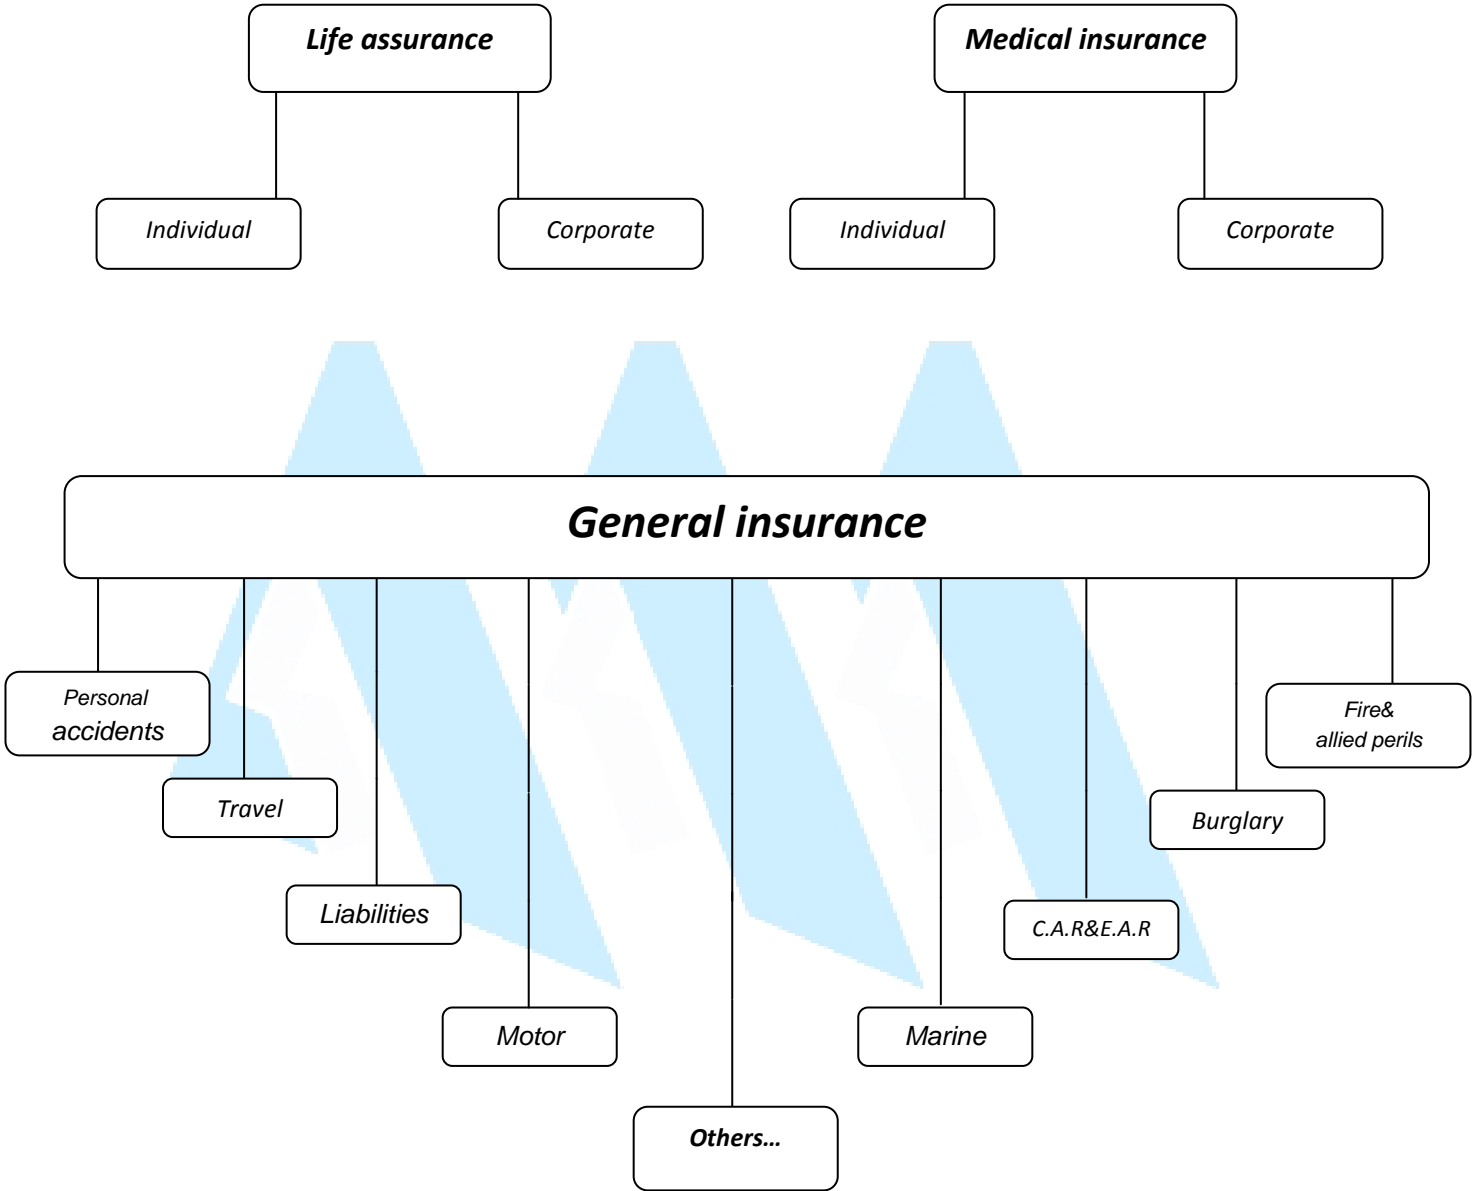 Life assurance
Medical insurance
Individual
Corporate
Individual
Corporate
General insurance
Personal
accidents
Fire&
allied perils
Travel
Burglary
Liabilities
C.A.R&E.A.R
Motor
Marine
Others…